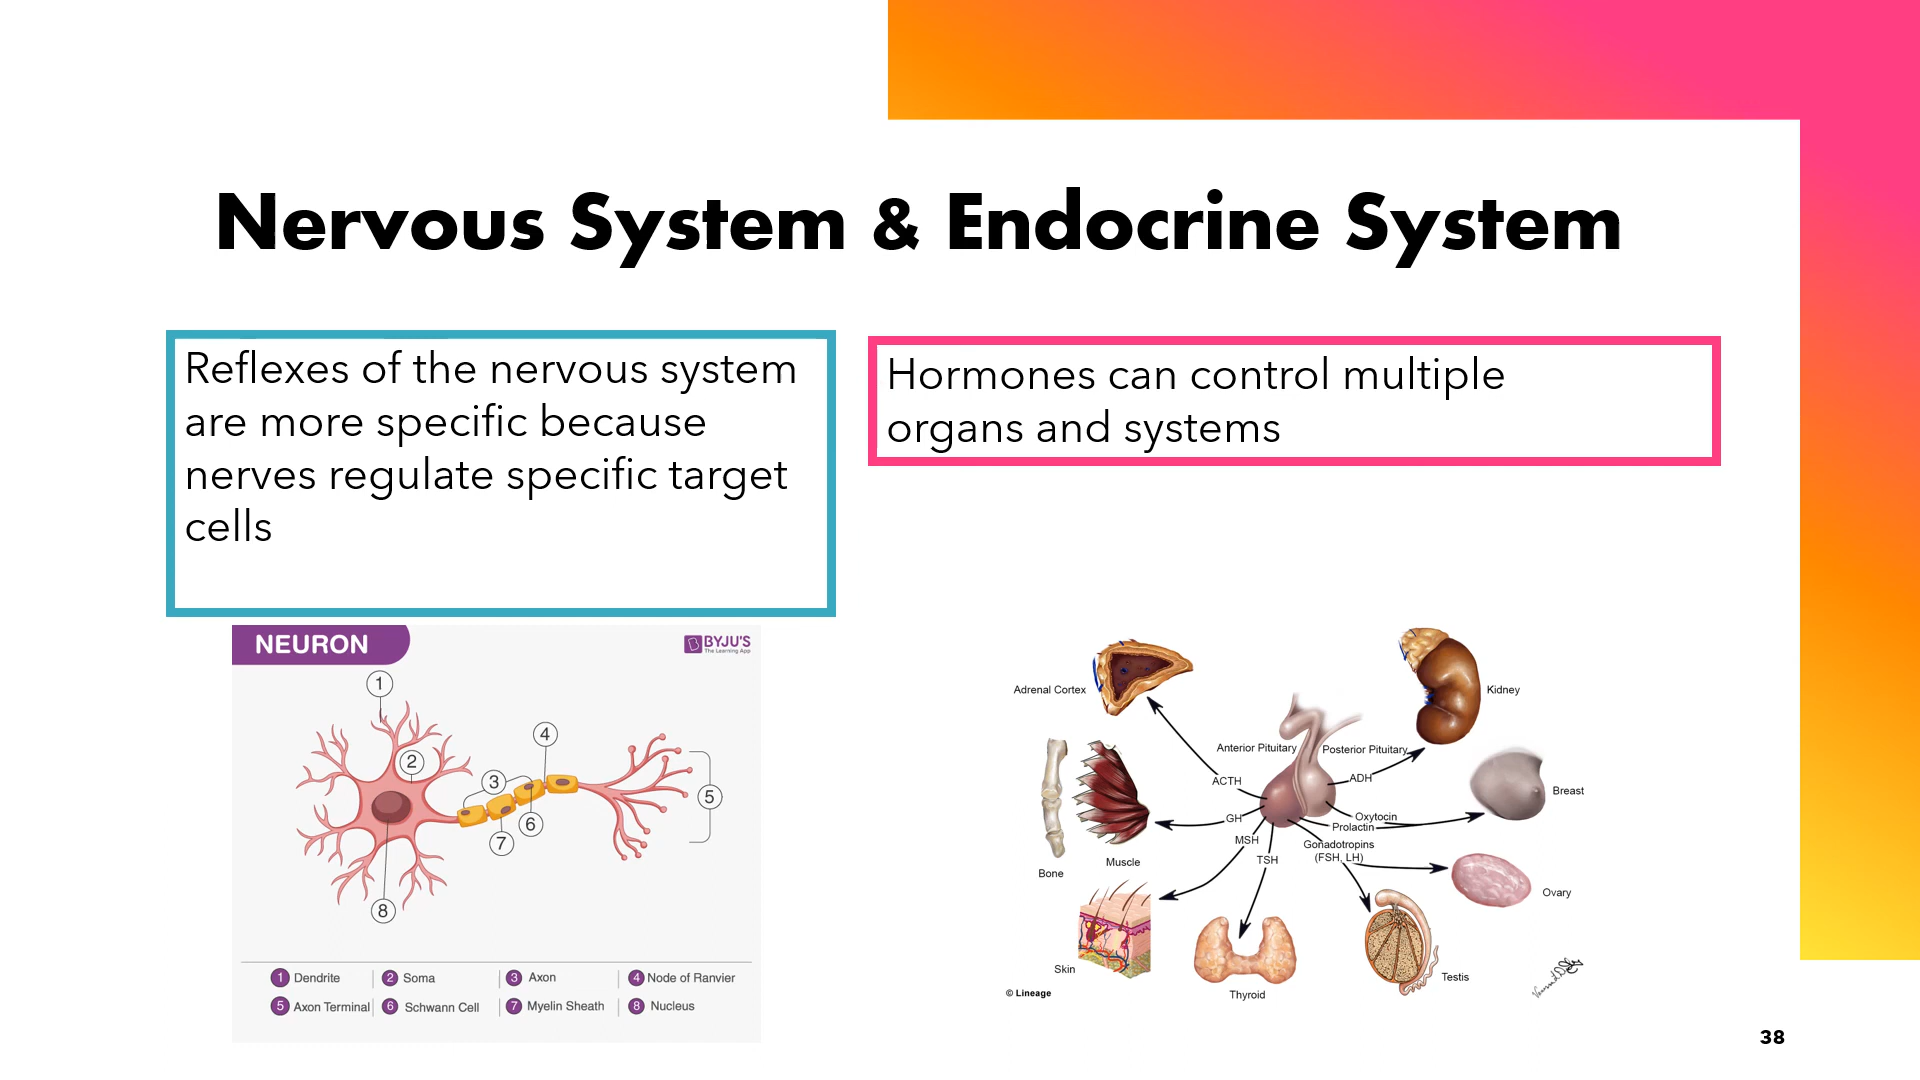 Nervous System & Endocrine System
Reflexes of the nervous system
are more specific because
nerves regulate specific target
cells
Hormones can control multiple
organs and systems
NEURON
BYJU'S
The Learning App
1
2
3
4
5
6
7
8
1 Dendrite
2 Soma
3 Axon
4 Node of Ranvier
5 Axon Terminal
6 Schwann Cell
7 Myelin Sheath
8 Nucleus
Adrenal Cortex
Kidney
Anterior Pituitary
Posterior Pituitary
ACTH
ADH
Breast
GH
Oxytocin
Prolactin
MSH
Gonadotropins
(FSH, LH)
TSH
Muscle
Bone
Ovary
Skin
Testis
Thyroid
© Lineage
38